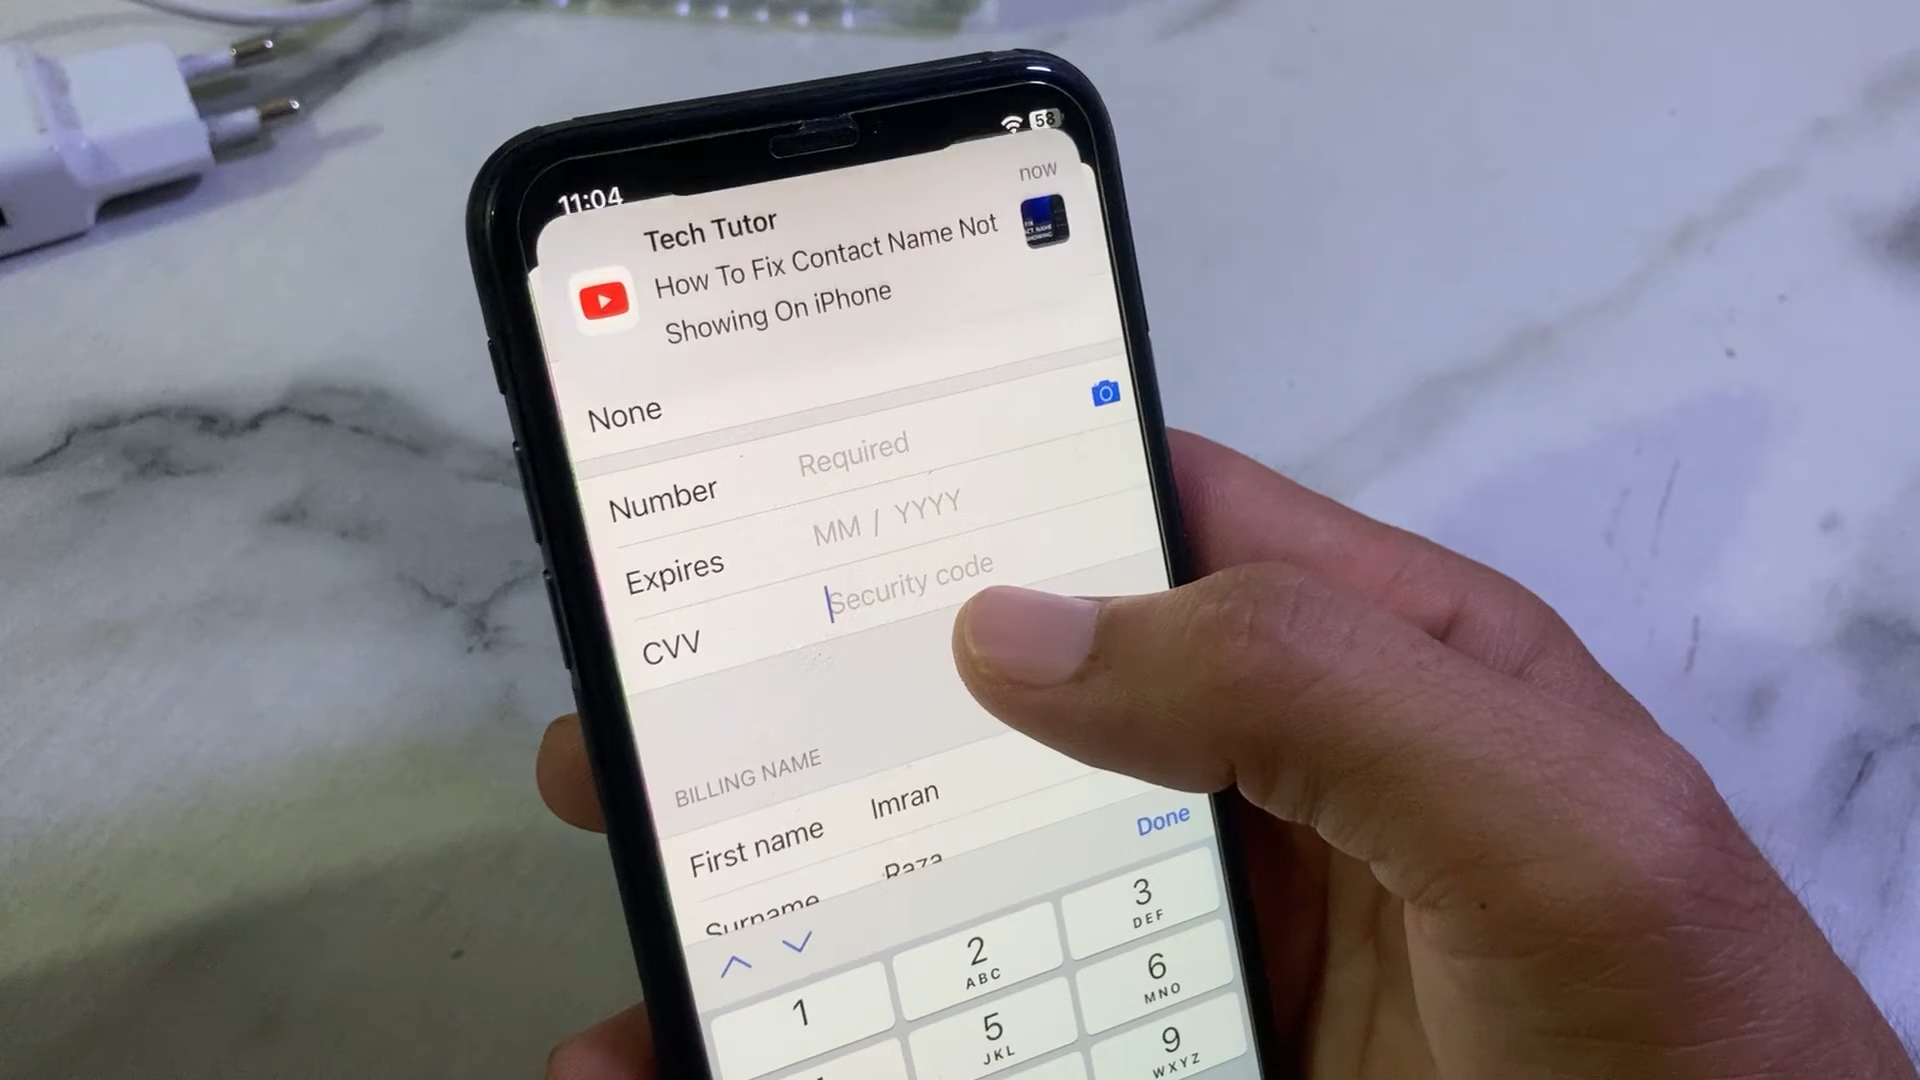 11:04
58
now
Tech Tutor
How To Fix Contact Name Not
Showing On iPhone
None
Number Required
Expires MM / YYYY
CVV Security code
BILLING NAME
First name Imran
Surname Raza
Done
1
2 ABC
3 DEF
5 JKL
6 MNO
9 WXYZ